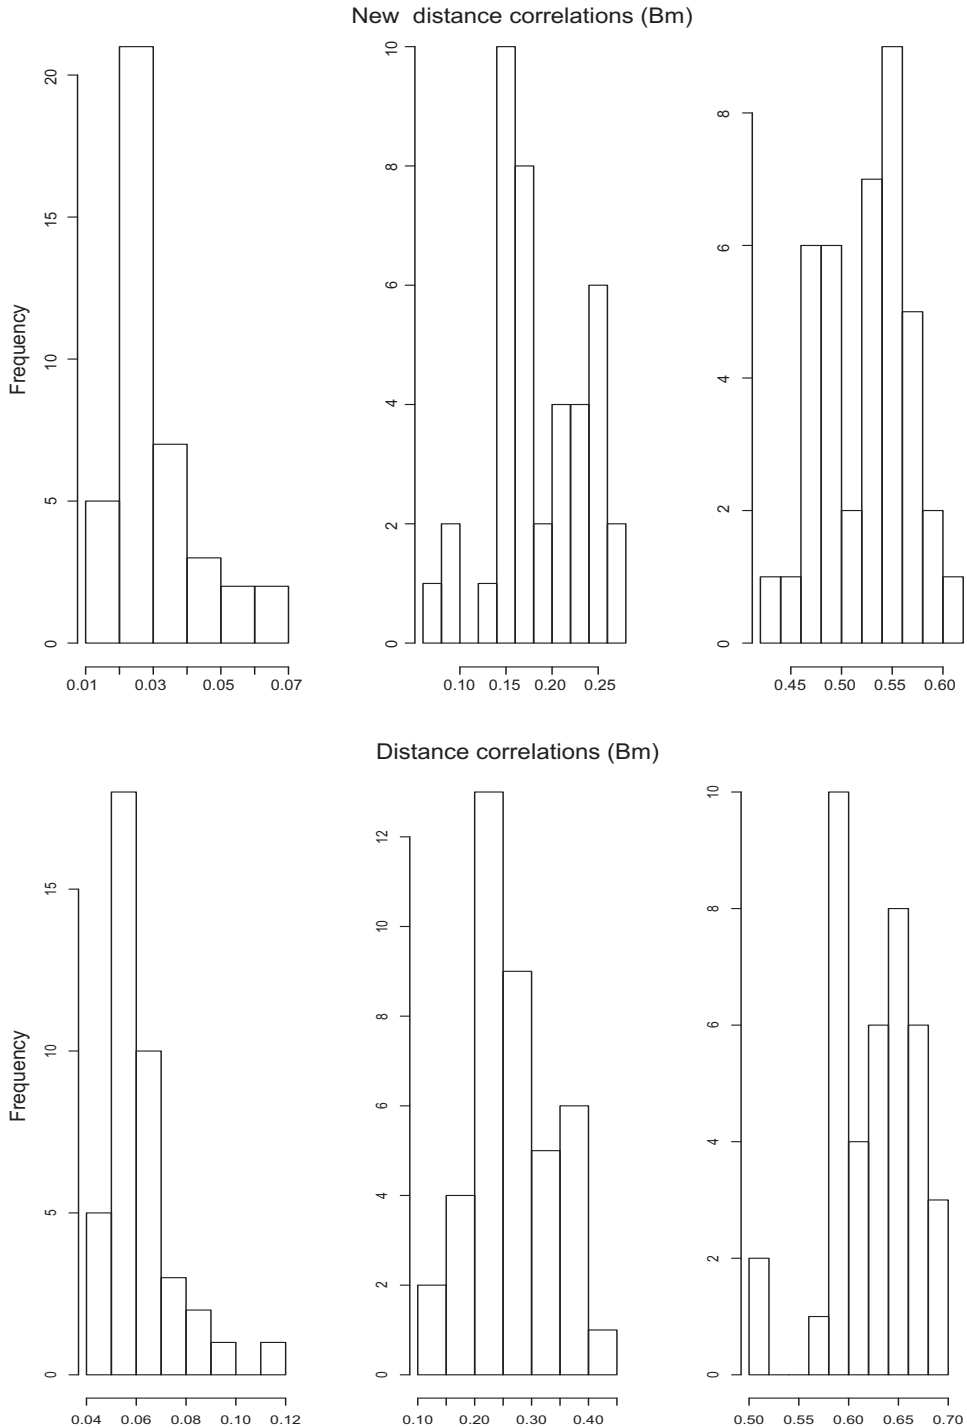 New distance correlations (Bm)
Frequency
0 5 10 15 20
0.01 0.03 0.05 0.07
0 2 4 6 8 10
0.10 0.15 0.20 0.25
0 2 4 6 8
0.45 0.50 0.55 0.60
Distance correlations (Bm)
Frequency
0 5 10 15
0.04 0.06 0.08 0.10 0.12
0 2 4 6 8 10 12
0.10 0.20 0.30 0.40
0 2 4 6 8 10
0.50 0.55 0.60 0.65 0.70